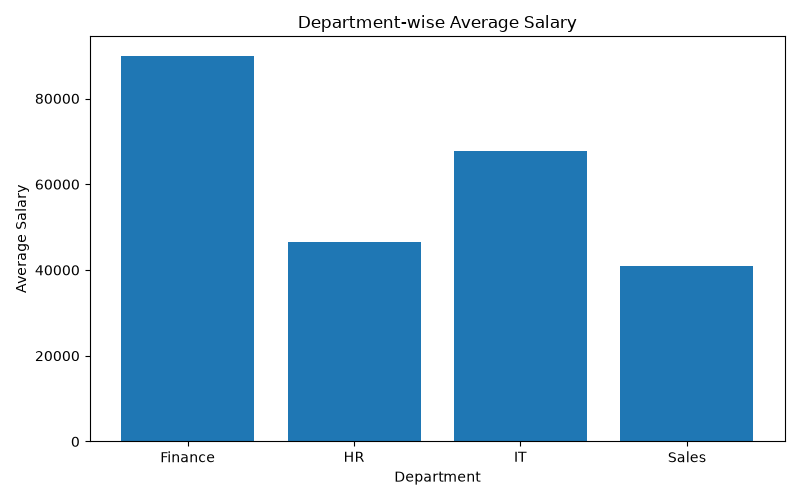 Department-wise Average Salary
Average Salary
80000
60000
40000
20000
0
Finance HR IT Sales
Department